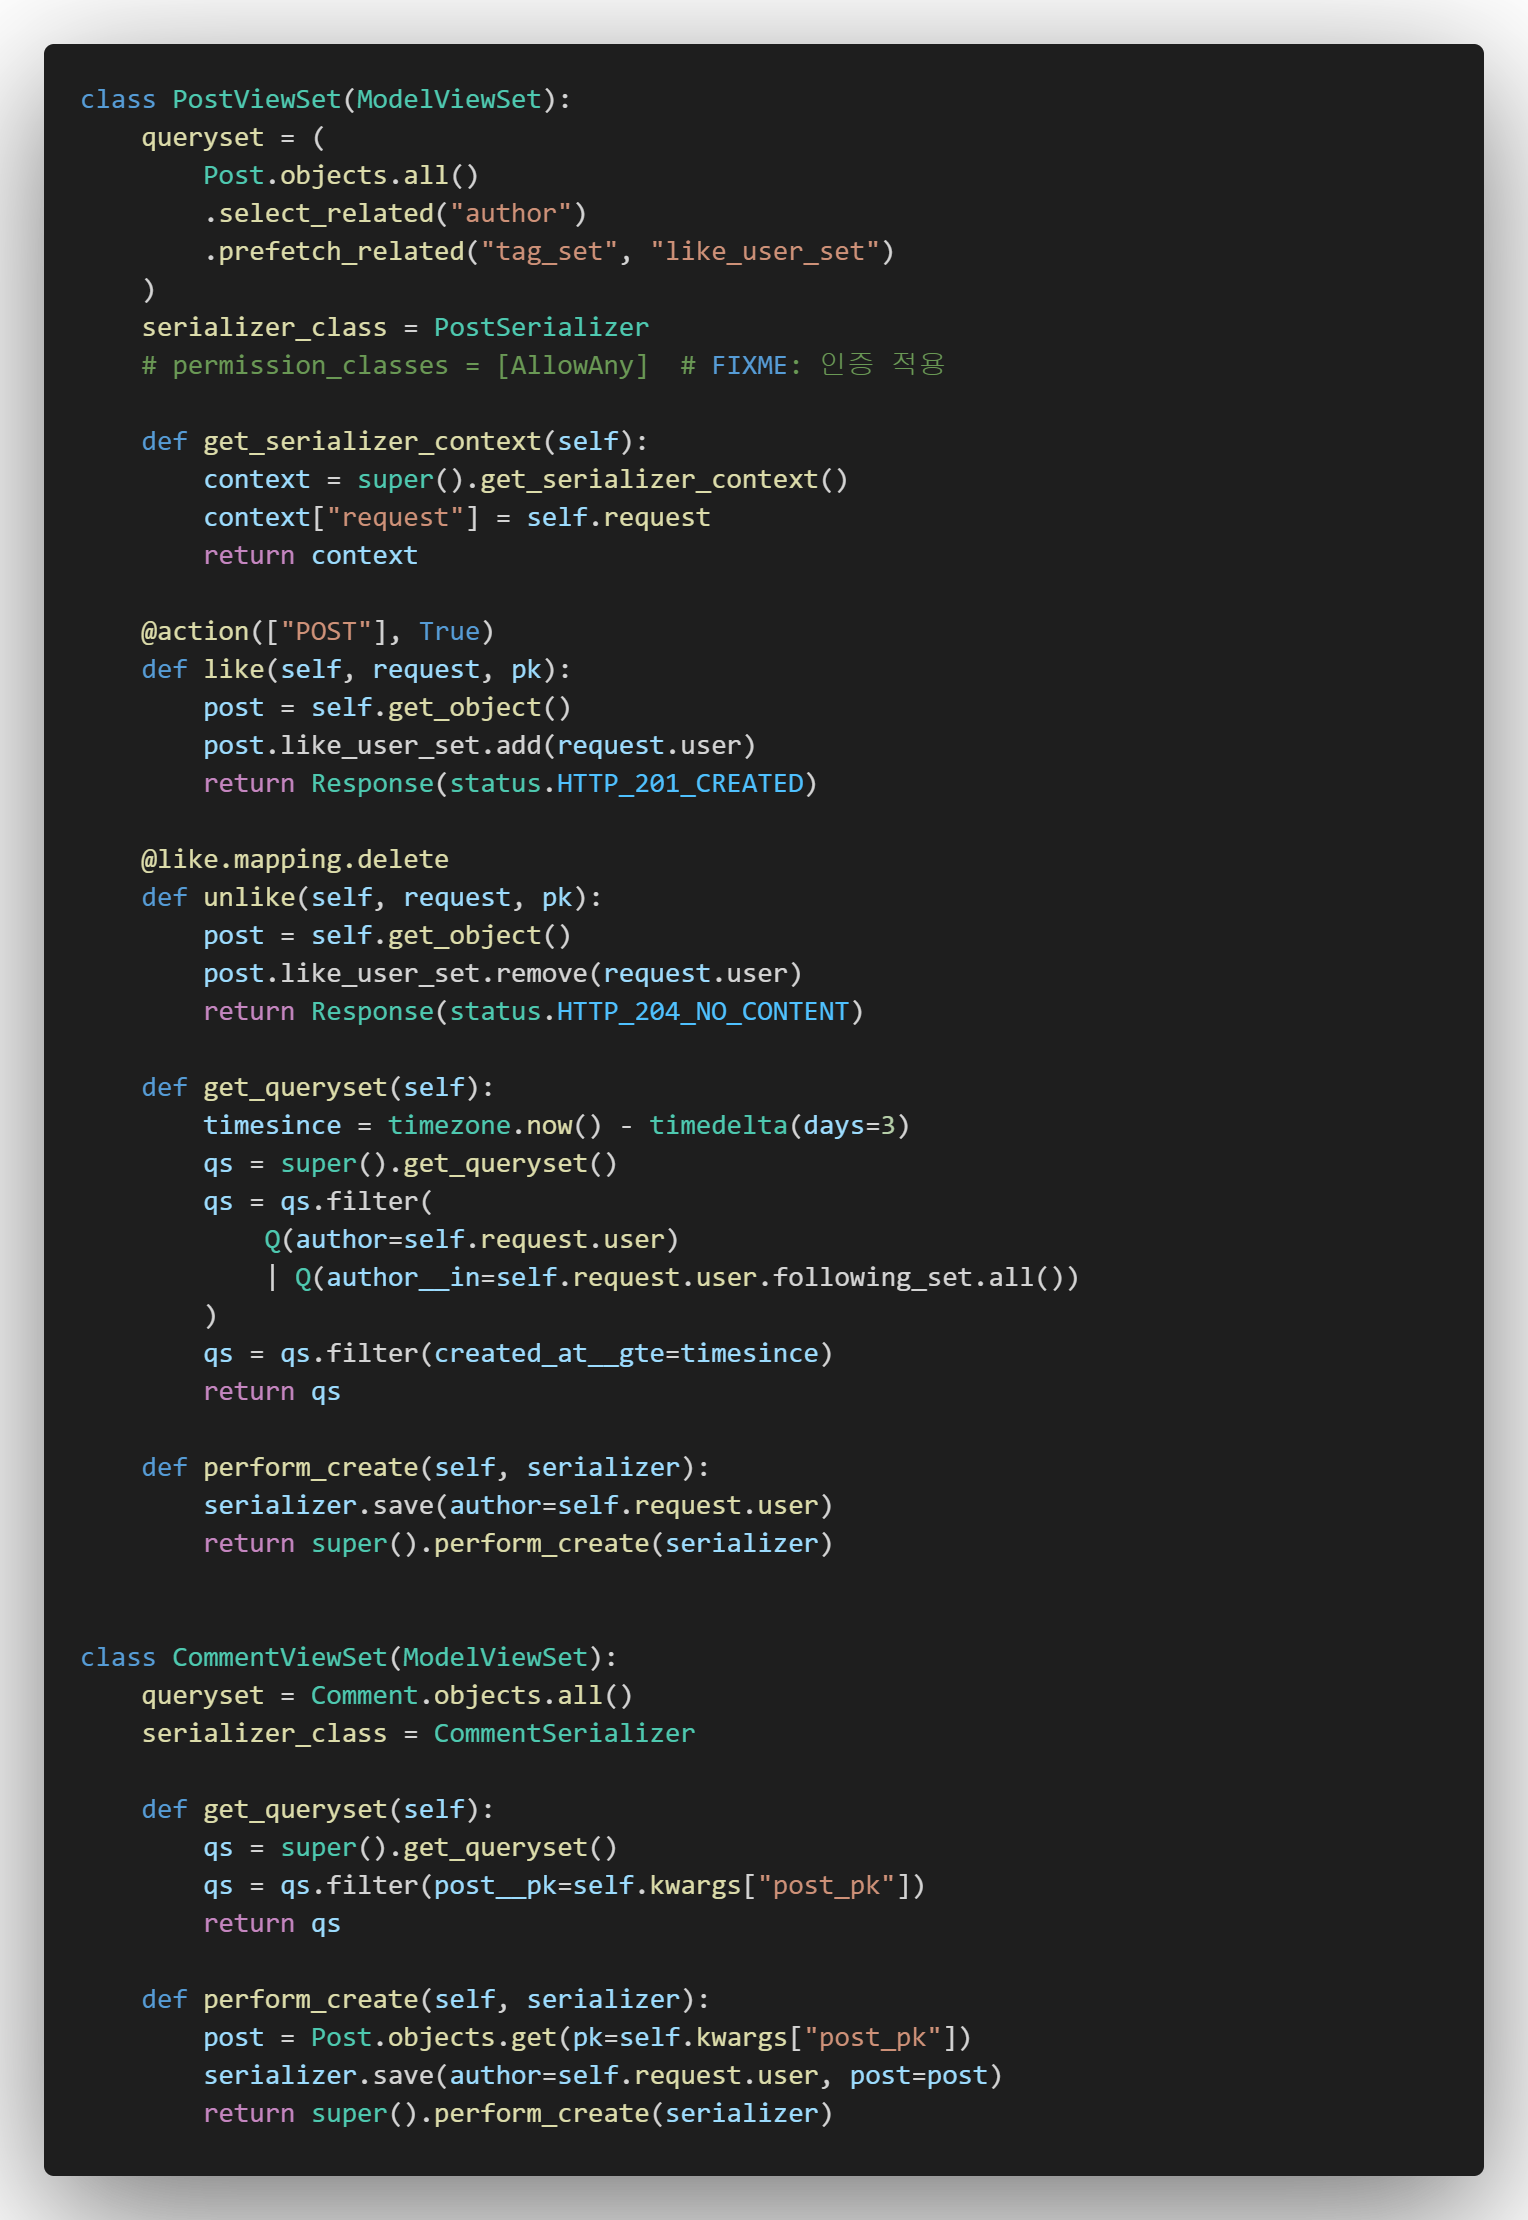 class PostViewSet(ModelViewSet):
    queryset = (
        Post.objects.all()
        .select_related("author")
        .prefetch_related("tag_set", "like_user_set")
    )
    serializer_class = PostSerializer
    # permission_classes = [AllowAny]  # FIXME: 인증 적용

    def get_serializer_context(self):
        context = super().get_serializer_context()
        context["request"] = self.request
        return context

    @action(["POST"], True)
    def like(self, request, pk):
        post = self.get_object()
        post.like_user_set.add(request.user)
        return Response(status.HTTP_201_CREATED)

    @like.mapping.delete
    def unlike(self, request, pk):
        post = self.get_object()
        post.like_user_set.remove(request.user)
        return Response(status.HTTP_204_NO_CONTENT)

    def get_queryset(self):
        timesince = timezone.now() - timedelta(days=3)
        qs = super().get_queryset()
        qs = qs.filter(
            Q(author=self.request.user)
            | Q(author__in=self.request.user.following_set.all())
        )
        qs = qs.filter(created_at__gte=timesince)
        return qs

    def perform_create(self, serializer):
        serializer.save(author=self.request.user)
        return super().perform_create(serializer)


class CommentViewSet(ModelViewSet):
    queryset = Comment.objects.all()
    serializer_class = CommentSerializer

    def get_queryset(self):
        qs = super().get_queryset()
        qs = qs.filter(post__pk=self.kwargs["post_pk"])
        return qs

    def perform_create(self, serializer):
        post = Post.objects.get(pk=self.kwargs["post_pk"])
        serializer.save(author=self.request.user, post=post)
        return super().perform_create(serializer)